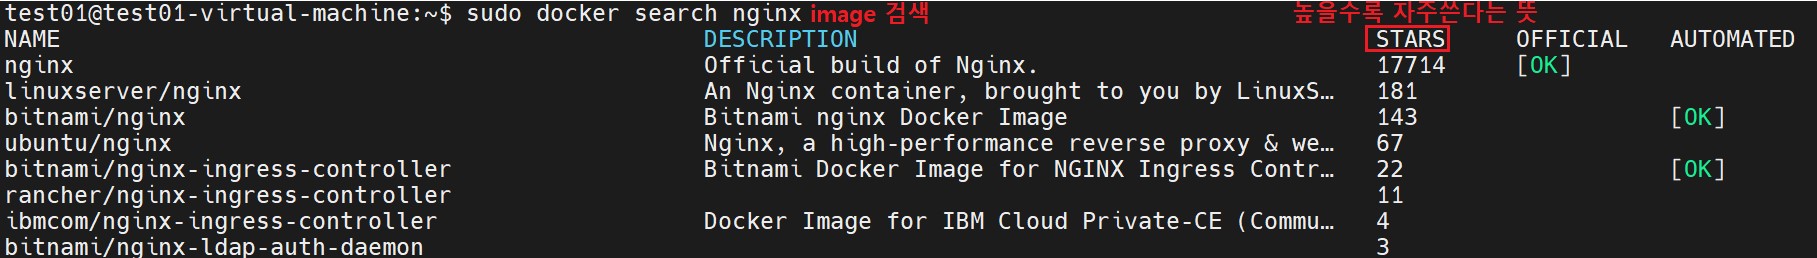 test01@test01-virtual-machine:~$ sudo docker search nginx image 검색 높을수록 자주쓴다는 뜻
NAME DESCRIPTION STARS OFFICIAL AUTOMATED
nginx Official build of Nginx. 17714 [OK]
linuxserver/nginx An Nginx container, brought to you by LinuxS… 181
bitnami/nginx Bitnami nginx Docker Image 143 [OK]
ubuntu/nginx Nginx, a high-performance reverse proxy & we… 67
bitnami/nginx-ingress-controller Bitnami Docker Image for NGINX Ingress Contr… 22 [OK]
rancher/nginx-ingress-controller 11
ibmcom/nginx-ingress-controller Docker Image for IBM Cloud Private-CE (Commu… 4
bitnami/nginx-ldap-auth-daemon 3